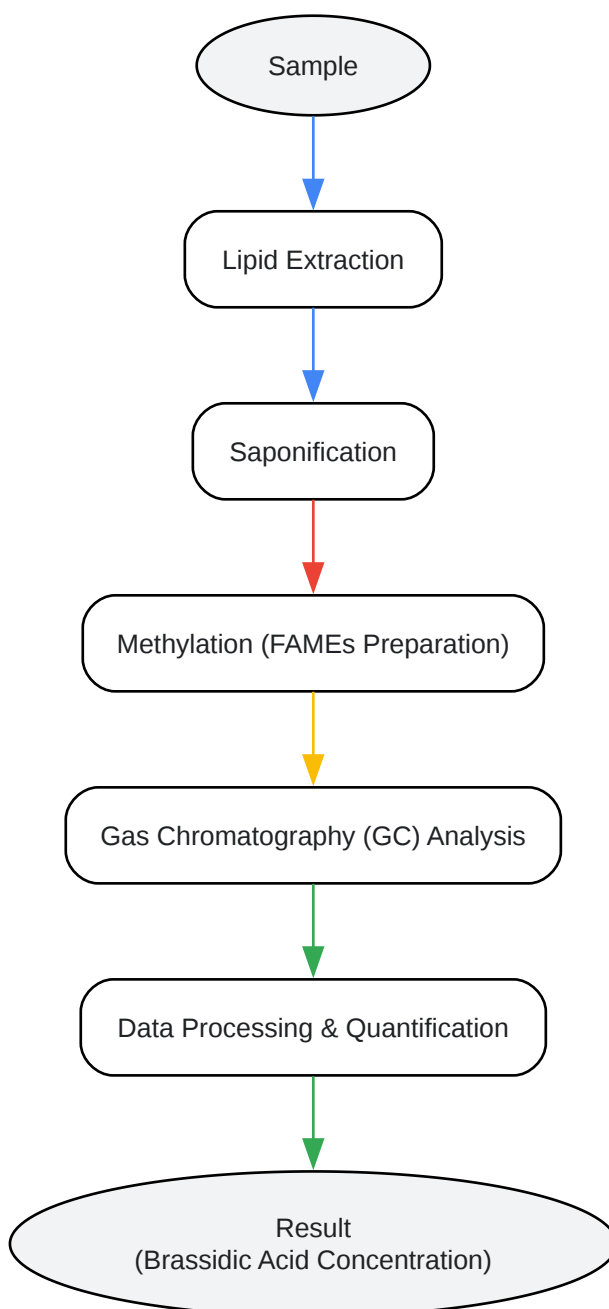 Sample
Lipid Extraction
Saponification
Methylation (FAMEs Preparation)
Gas Chromatography (GC) Analysis
Data Processing & Quantification
Result
(Brassidic Acid Concentration)